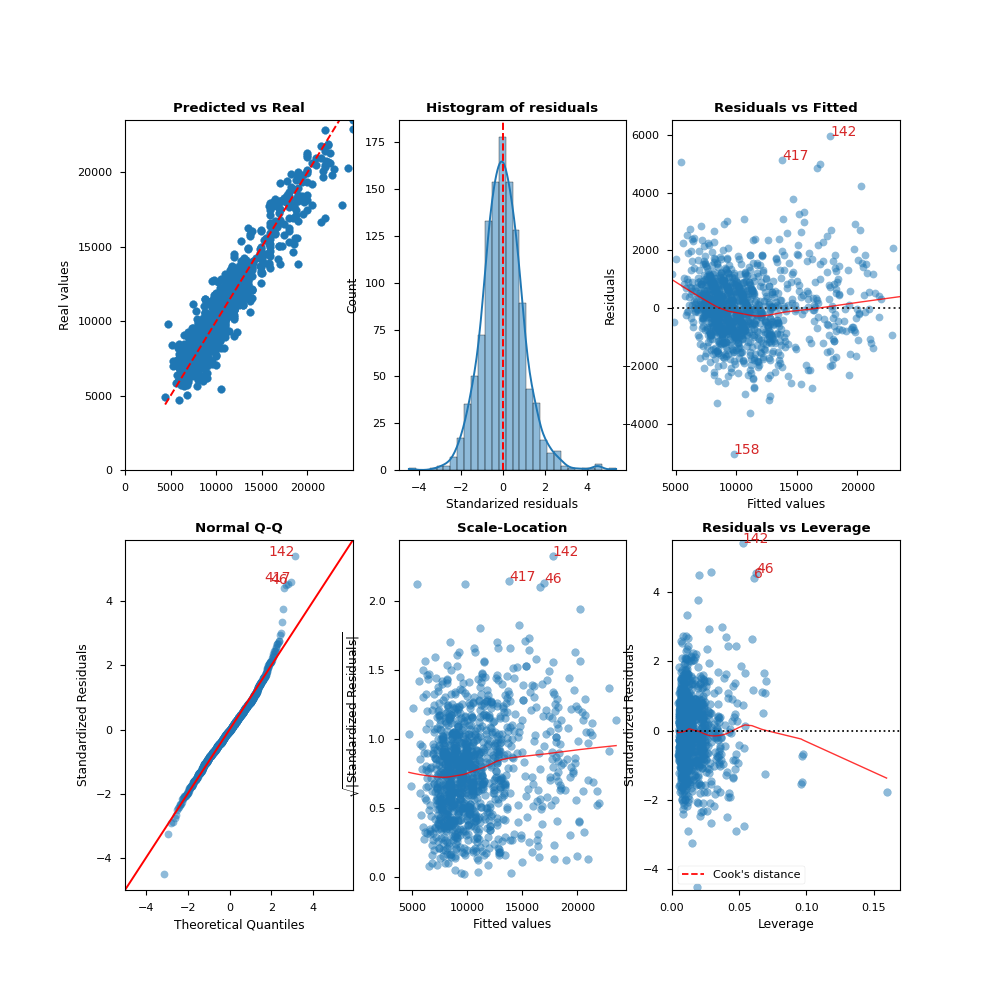 Predicted vs Real
Real values
20000
15000
10000
5000
0
0 5000 10000 15000 20000
Histogram of residuals
Count
175
150
125
100
75
50
25
0
−4 −2 0 2 4
Standarized residuals
Residuals vs Fitted
Residuals
6000
4000
2000
0
−2000
−4000
142
417
158
5000 10000 15000 20000
Fitted values
Normal Q-Q
Standardized Residuals
4
2
0
−2
−4
142
417
46
−4 −2 0 2 4
Theoretical Quantiles
Scale-Location
√|Standardized Residuals|
2.0
1.5
1.0
0.5
0.0
142
417
46
5000 10000 15000 20000
Fitted values
Residuals vs Leverage
Standardized Residuals
4
2
0
−2
−4
142
46
6
Cook's distance
0.00 0.05 0.10 0.15
Leverage